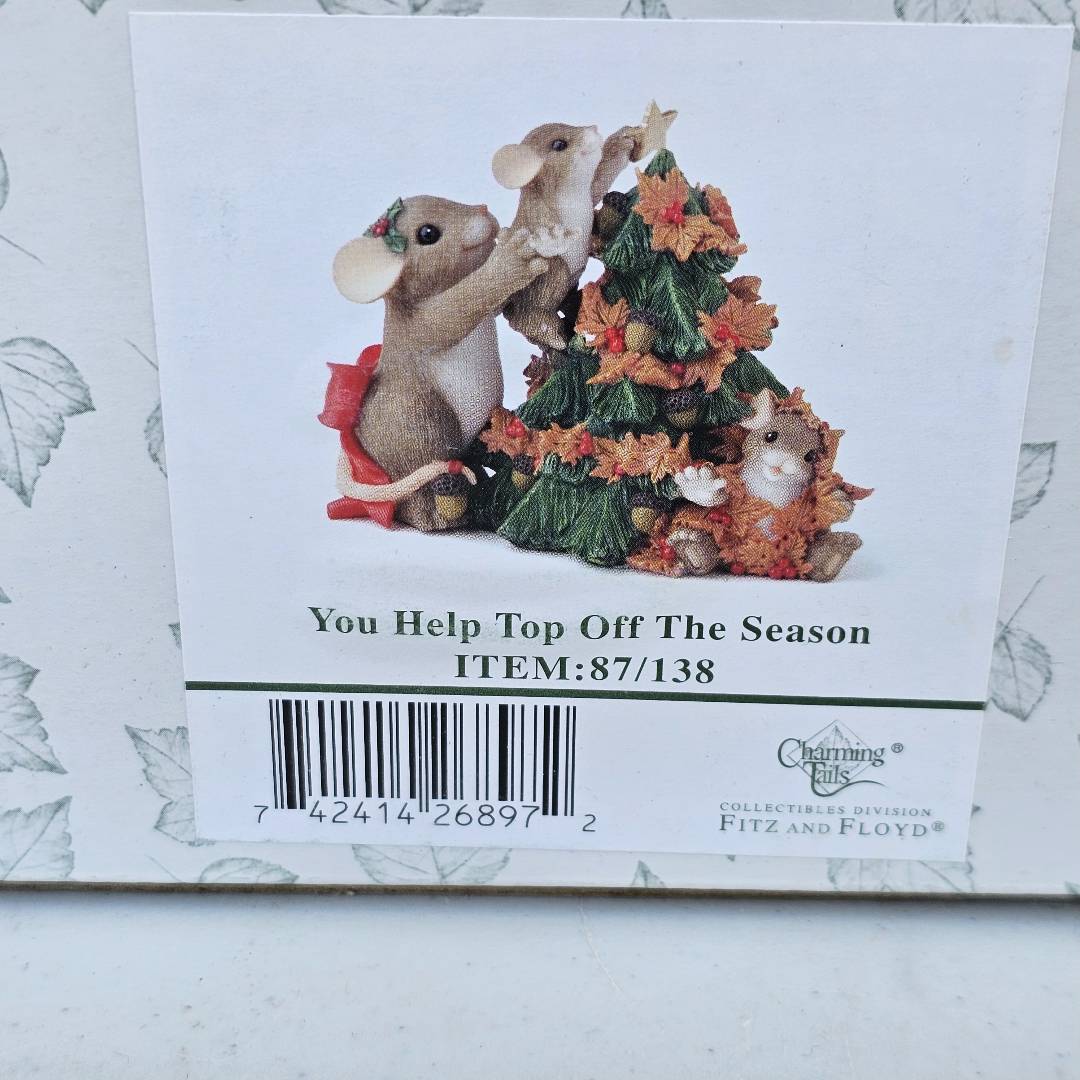 You Help Top Off The Season
ITEM:87/138
7 42414 26897 2
Charming ®
Tails
COLLECTIBLES DIVISION
FITZ AND FLOYD®